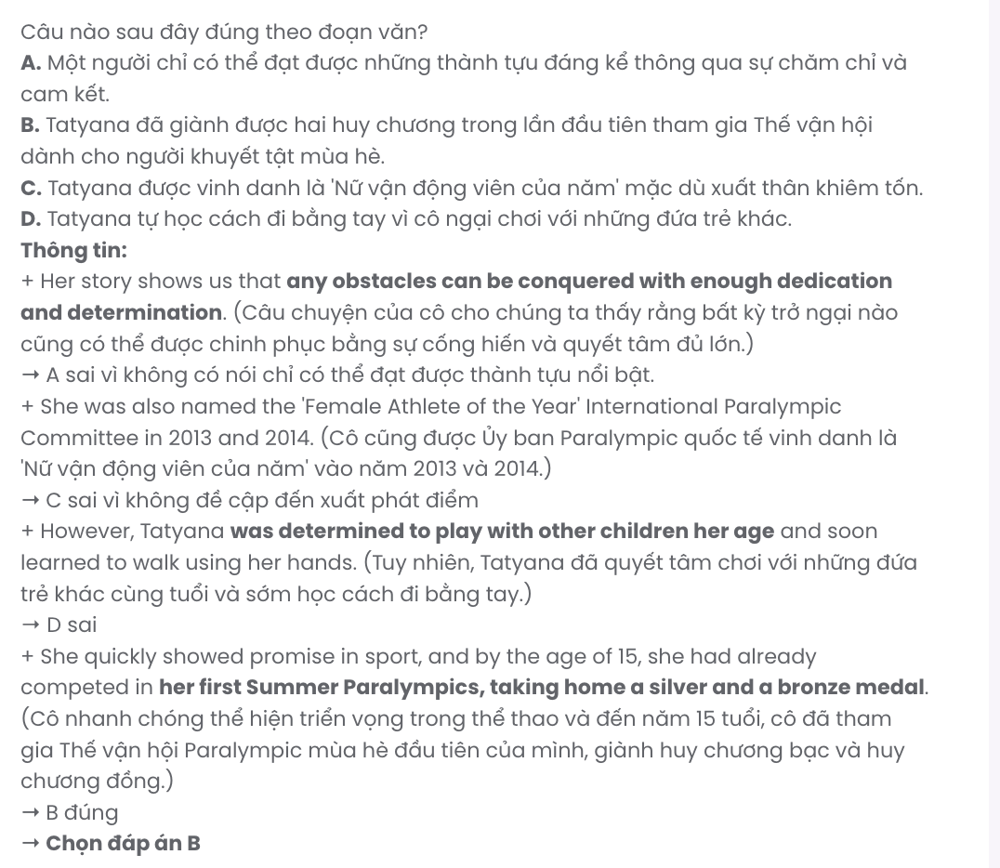 Câu nào sau đây đúng theo đoạn văn?
A. Một người chỉ có thể đạt được những thành tựu đáng kể thông qua sự chăm chỉ và
cam kết.
B. Tatyana đã giành được hai huy chương trong lần đầu tiên tham gia Thế vận hội
dành cho người khuyết tật mùa hè.
C. Tatyana được vinh danh là 'Nữ vận động viên của năm' mặc dù xuất thân khiêm tốn.
D. Tatyana tự học cách đi bằng tay vì cô ngại chơi với những đứa trẻ khác.
Thông tin:
+ Her story shows us that any obstacles can be conquered with enough dedication
and determination. (Câu chuyện của cô cho chúng ta thấy rằng bất kỳ trở ngại nào
cũng có thể được chinh phục bằng sự cống hiến và quyết tâm đủ lớn.)
→ A sai vì không có nói chỉ có thể đạt được thành tựu nổi bật.
+ She was also named the 'Female Athlete of the Year' International Paralympic
Committee in 2013 and 2014. (Cô cũng được Ủy ban Paralympic quốc tế vinh danh là
'Nữ vận động viên của năm' vào năm 2013 và 2014.)
→ C sai vì không đề cập đến xuất phát điểm
+ However, Tatyana was determined to play with other children her age and soon
learned to walk using her hands. (Tuy nhiên, Tatyana đã quyết tâm chơi với những đứa
trẻ khác cùng tuổi và sớm học cách đi bằng tay.)
→ D sai
+ She quickly showed promise in sport, and by the age of 15, she had already
competed in her first Summer Paralympics, taking home a silver and a bronze medal.
(Cô nhanh chóng thể hiện triển vọng trong thể thao và đến năm 15 tuổi, cô đã tham
gia Thế vận hội Paralympic mùa hè đầu tiên của mình, giành huy chương bạc và huy
chương đồng.)
→ B đúng
→ Chọn đáp án B